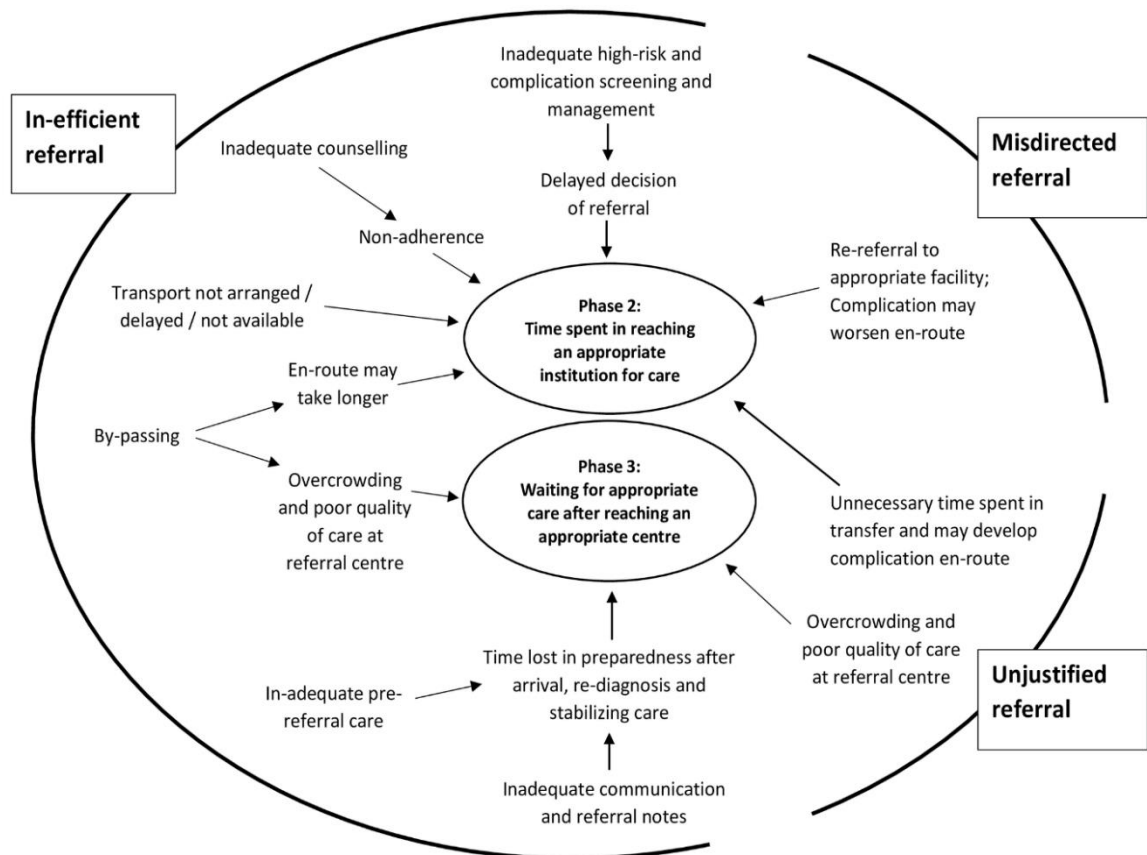 Inadequate high-risk and
complication screening and
management
In-efficient
referral
Misdirected
referral
Inadequate counselling
Delayed decision
of referral
Non-adherence
Re-referral to
appropriate facility;
Complication may
worsen en-route
Transport not arranged /
delayed / not available
Phase 2:
Time spent in reaching
an appropriate
institution for care
En-route may
take longer
By-passing
Phase 3:
Waiting for appropriate
care after reaching an
appropriate centre
Overcrowding
and poor quality
of care at
referral centre
Unnecessary time spent in
transfer and may develop
complication en-route
Overcrowding and
poor quality of care
at referral centre
Unjustified
referral
Time lost in preparedness after
arrival, re-diagnosis and
stabilizing care
In-adequate pre-
referral care
Inadequate communication
and referral notes